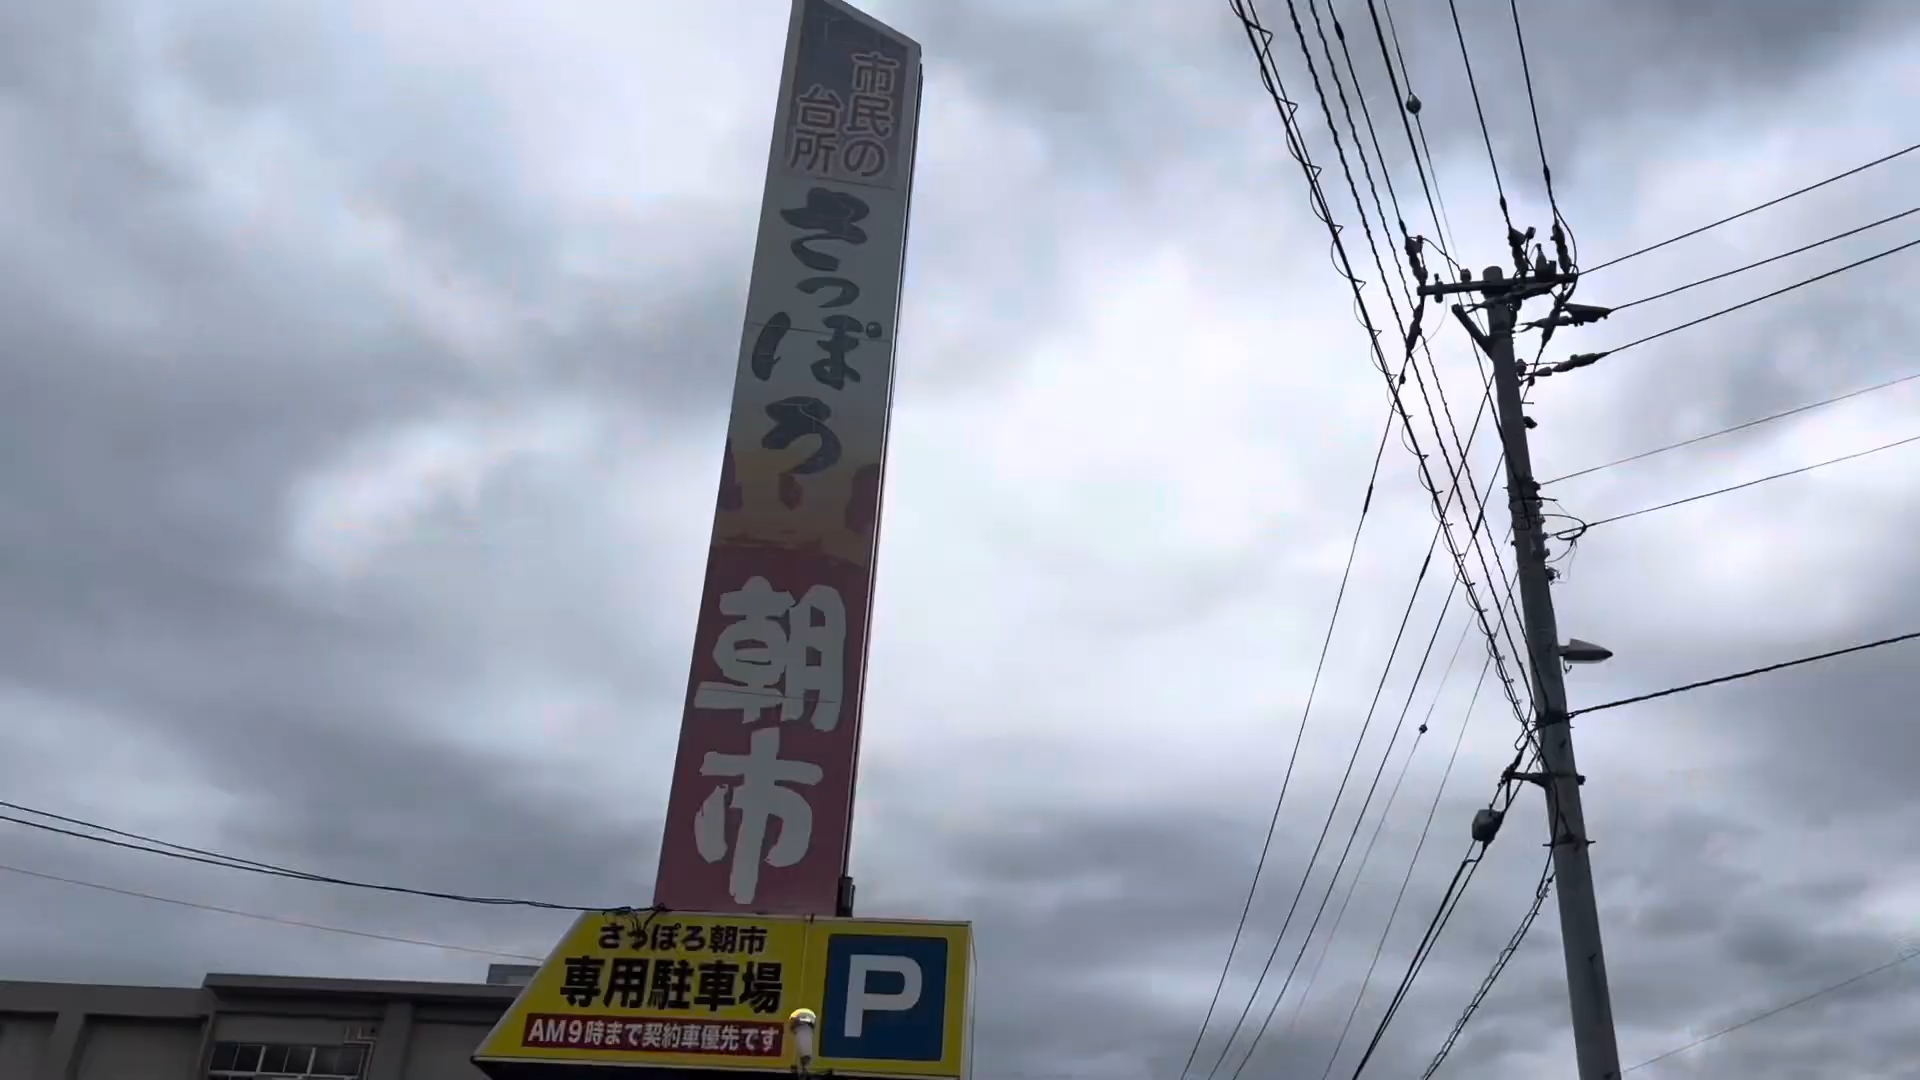 市民の
台所
さっぽろ
朝市
さっぽろ朝市
専用駐車場
AM9時まで契約車優先です
P